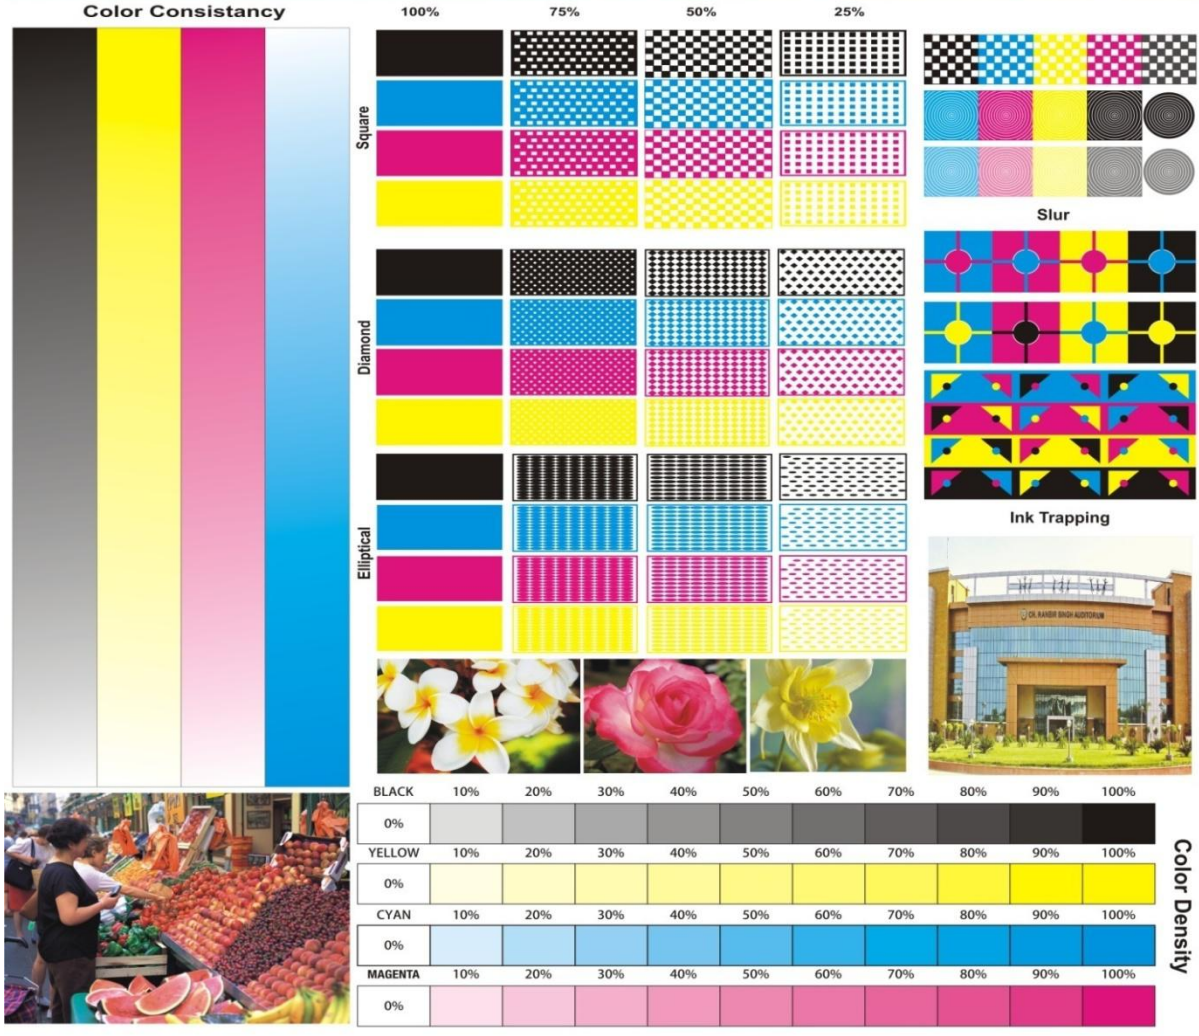 Color Consistancy
100% 75% 50% 25%
Square
Diamond
Elliptical
Slur
Ink Trapping
CH. RANBIR SINGH AUDITORIUM
BLACK 10% 20% 30% 40% 50% 60% 70% 80% 90% 100%
0%
YELLOW 10% 20% 30% 40% 50% 60% 70% 80% 90% 100%
0%
CYAN 10% 20% 30% 40% 50% 60% 70% 80% 90% 100%
0%
MAGENTA 10% 20% 30% 40% 50% 60% 70% 80% 90% 100%
0%
Color Density